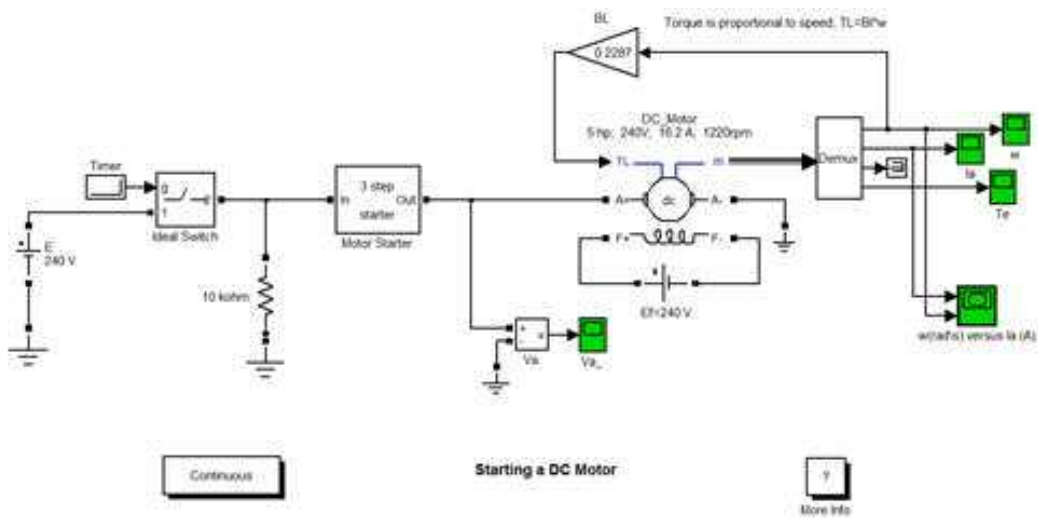 BL
Torque is proportional to speed, TL=Bl*w
0.2287
DC_Motor
5 hp; 240V, 16.2 A, 1220rpm
TL
m
Demux
w
Ia
Te
Timer
g
1
2
Ideal Switch
3 step
starter
In
Out
Motor Starter
A+
dc
A-
F+
F-
E
240 V
10 kohm
Ef=240 V
+
-
v
Va
Va_
w(rad/s) versus Ia (A)
Continuous
Starting a DC Motor
?
More Info